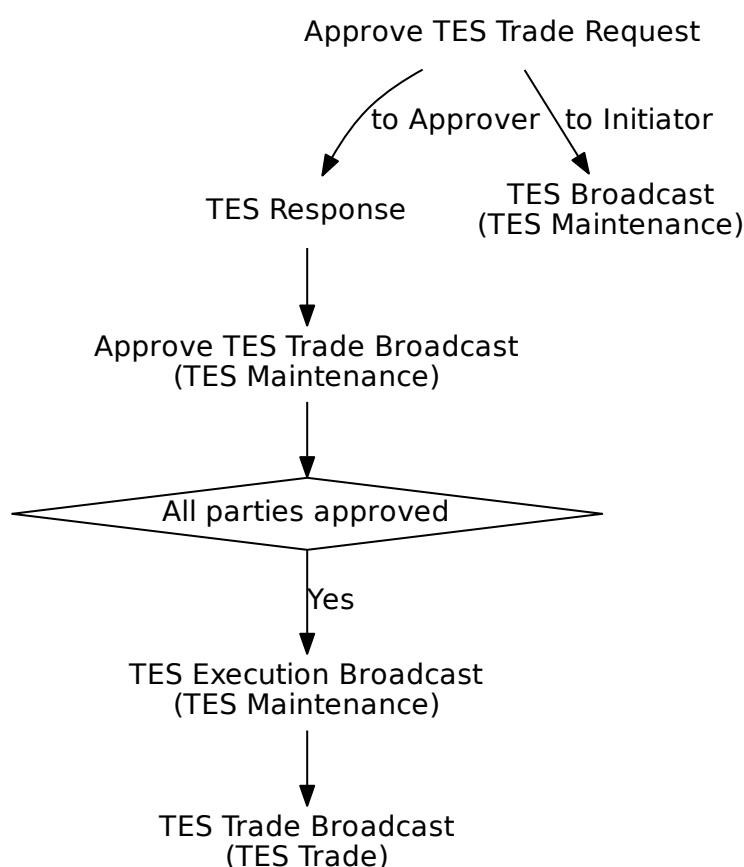 Approve TES Trade Request
to Approver
to Initiator
TES Response
TES Broadcast
(TES Maintenance)
Approve TES Trade Broadcast
(TES Maintenance)
All parties approved
Yes
TES Execution Broadcast
(TES Maintenance)
TES Trade Broadcast
(TES Trade)